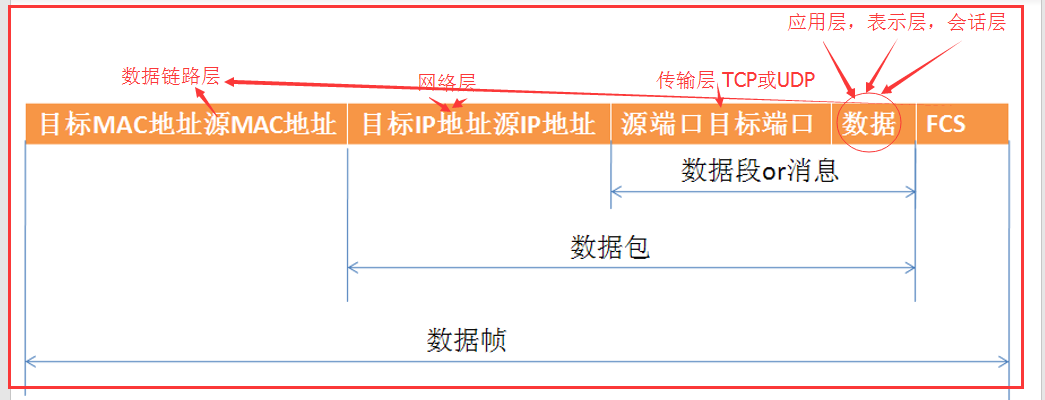 应用层，表示层，会话层
数据链路层
网络层
传输层 TCP或UDP
目标MAC地址源MAC地址 目标IP地址源IP地址 源端口目标端口 数据 FCS
数据段or消息
数据包
数据帧